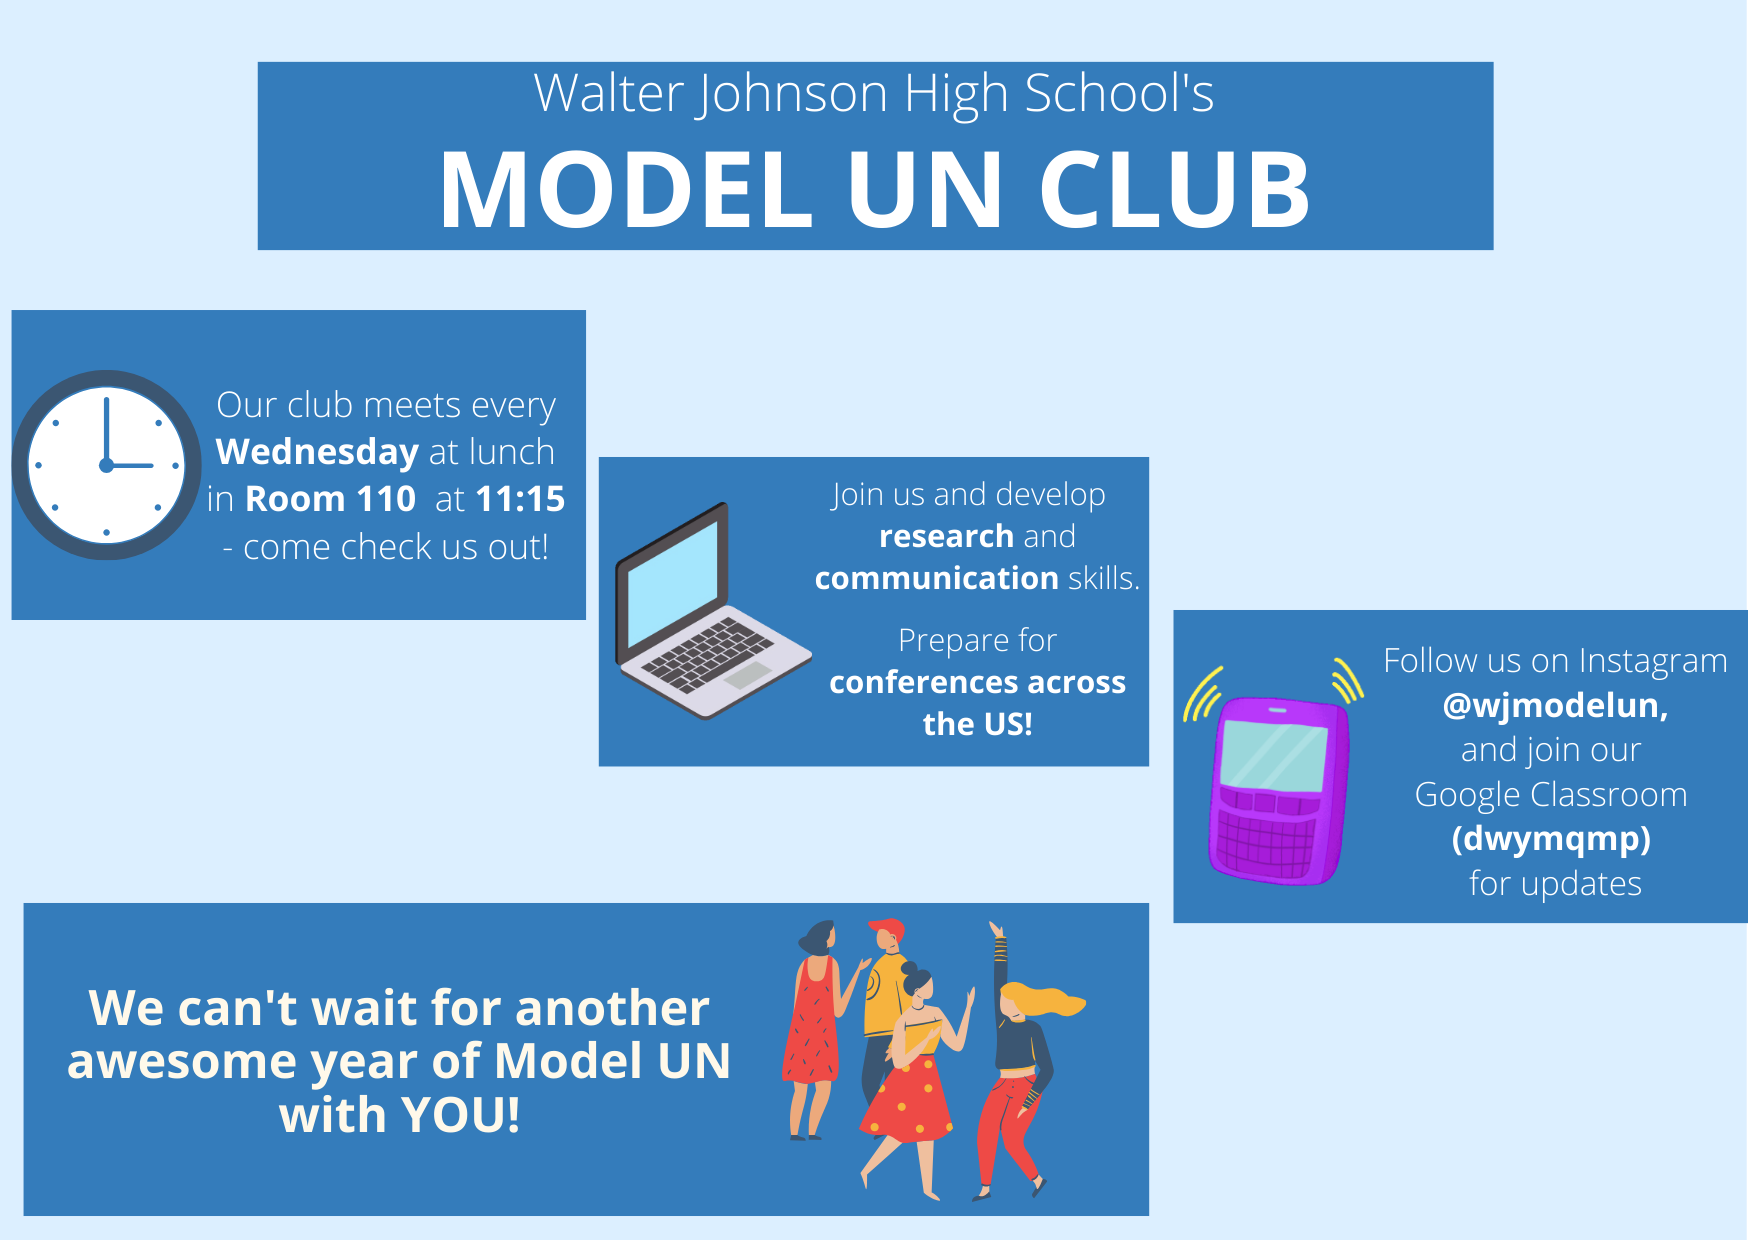 Walter Johnson High School's
MODEL UN CLUB
Our club meets every
Wednesday at lunch
in Room 110  at 11:15
- come check us out!
Join us and develop
research and
communication skills.
Prepare for
conferences across
the US!
Follow us on Instagram
@wjmodelun,
and join our
Google Classroom
(dwymqmp)
for updates
We can't wait for another
awesome year of Model UN
with YOU!